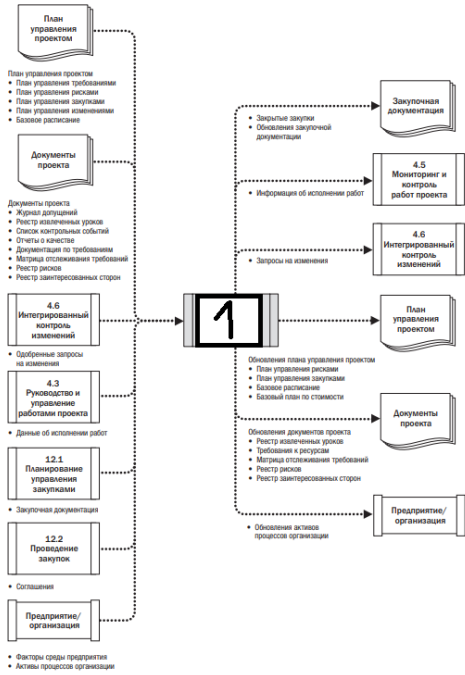 План
управления
проектом
План управления проектом
• План управления требованиями
• План управления рисками
• План управления закупками
• План управления изменениями
• Базовое расписание
Документы
проекта
Документы проекта
• Журнал допущений
• Реестр извлеченных уроков
• Список контрольных событий
• Отчеты о качестве
• Документация по требованиям
• Матрица отслеживания требований
• Реестр рисков
• Реестр заинтересованных сторон
4.6
Интегрированный
контроль
изменений
• Одобренные запросы
на изменения
4.3
Руководство и
управление
работами проекта
• Данные об исполнении работ
12.1
Планирование
управления
закупками
• Закупочная документация
12.2
Проведение
закупок
• Соглашения
Предприятие/
организация
• Факторы среды предприятия
• Активы процессов организации
1
• Закрытые закупки
• Обновления закупочной
документации
Закупочная
документация
• Информация об исполнении работ
4.5
Мониторинг и
контроль
работ проекта
• Запросы на изменения
4.6
Интегрированный
контроль
изменений
План
управления
проектом
Обновления плана управления проектом
• План управления рисками
• План управления закупками
• Базовое расписание
• Базовый план по стоимости
Документы
проекта
Обновления документов проекта
• Реестр извлеченных уроков
• Требования к ресурсам
• Матрица отслеживания требований
• Реестр рисков
• Реестр заинтересованных сторон
Предприятие/
организация
• Обновления активов
процессов организации